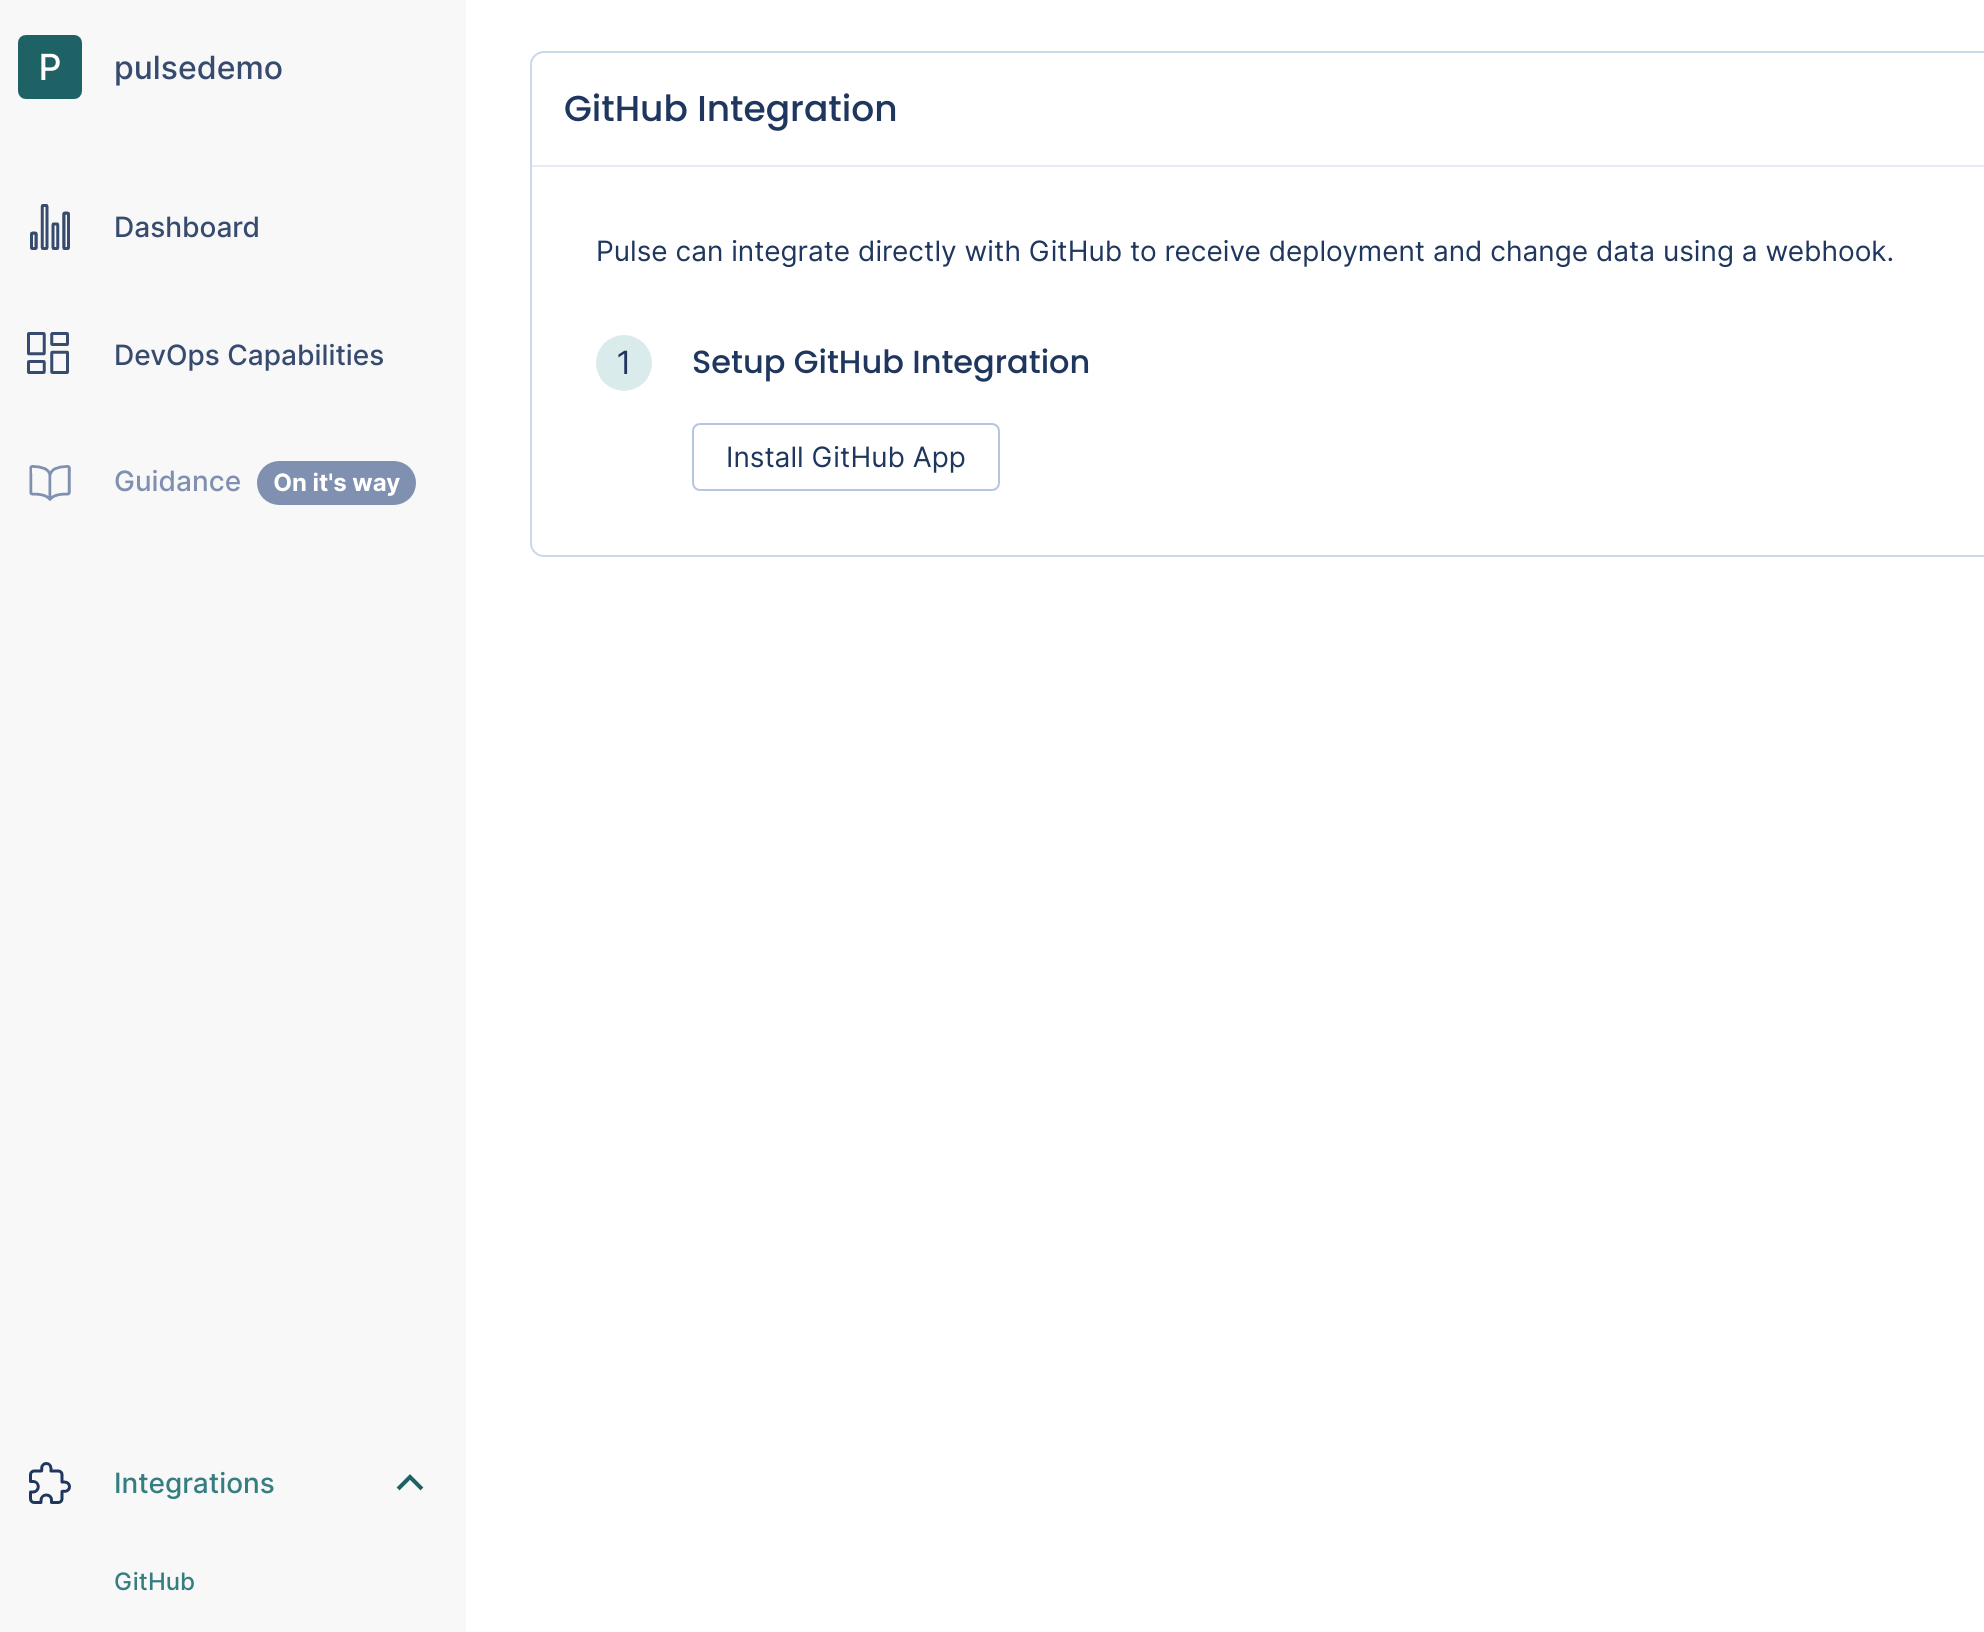 P
pulsedemo
Dashboard
DevOps Capabilities
Guidance On it's way
Integrations
GitHub
GitHub Integration
Pulse can integrate directly with GitHub to receive deployment and change data using a webhook.
1 Setup GitHub Integration
Install GitHub App